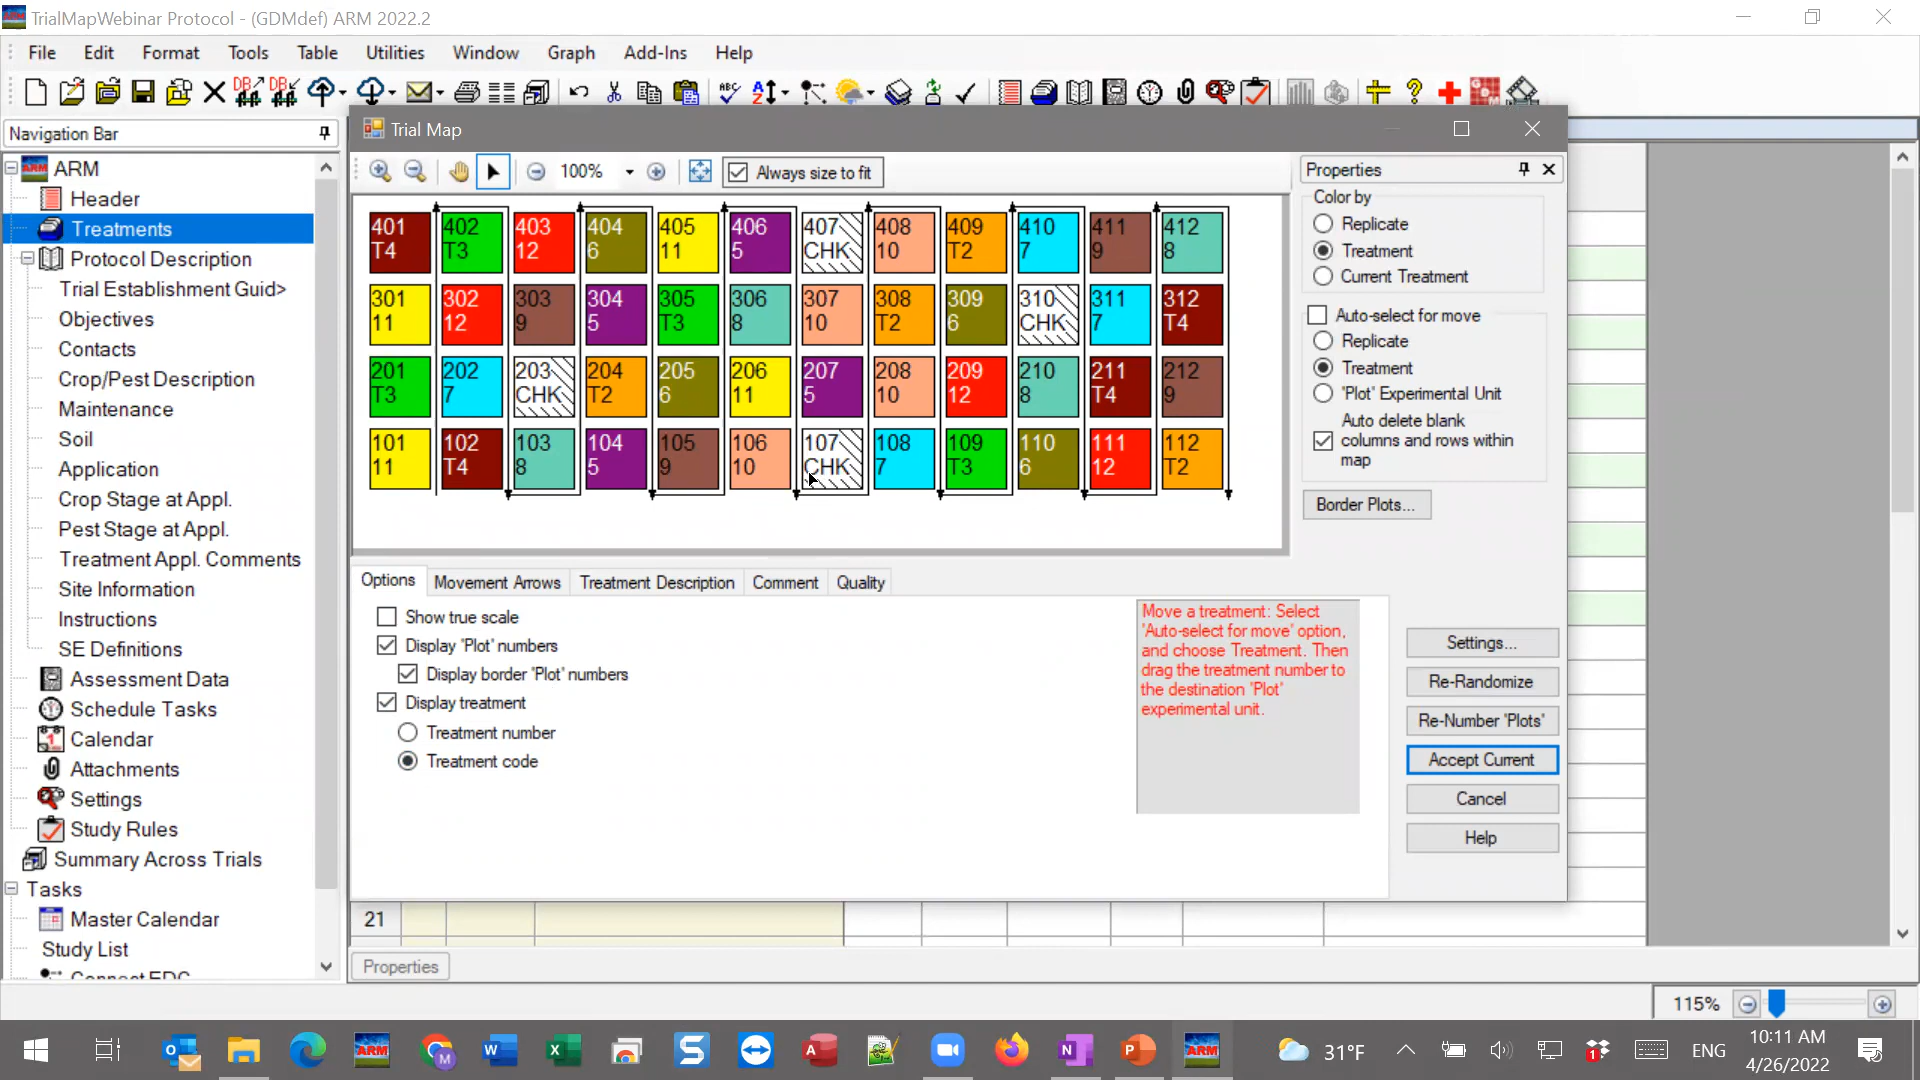 TrialMapWebinar Protocol - (GDMdef) ARM 2022.2
File Edit Format Tools Table Utilities Window Graph Add-Ins Help
Navigation Bar
ARM
Header
Treatments
Protocol Description
Trial Establishment Guid>
Objectives
Contacts
Crop/Pest Description
Maintenance
Soil
Application
Crop Stage at Appl.
Pest Stage at Appl.
Treatment Appl. Comments
Site Information
Instructions
SE Definitions
Assessment Data
Schedule Tasks
Calendar
Attachments
Settings
Study Rules
Summary Across Trials
Tasks
Master Calendar
Study List
Connect EDC
Trial Map
100% Always size to fit
401 402 403 404 405 406 407 408 409 410 411 412
T4 T3 12 6 11 5 CHK 10 T2 7 9 8
301 302 303 304 305 306 307 308 309 310 311 312
11 12 9 5 T3 8 10 T2 6 CHK 7 T4
201 202 203 204 205 206 207 208 209 210 211 212
T3 7 CHK T2 6 11 5 10 12 8 T4 9
101 102 103 104 105 106 107 108 109 110 111 112
11 T4 8 5 9 10 CHK 7 T3 6 12 T2
Properties
Color by
Replicate
Treatment
Current Treatment
Auto-select for move
Replicate
Treatment
'Plot' Experimental Unit
Auto delete blank
columns and rows within
map
Border Plots...
Options Movement Arrows Treatment Description Comment Quality
Show true scale
Display 'Plot' numbers
Display border 'Plot' numbers
Display treatment
Treatment number
Treatment code
Move a treatment: Select
'Auto-select for move' option,
and choose Treatment. Then
drag the treatment number to
the destination 'Plot'
experimental unit.
Settings...
Re-Randomize
Re-Number 'Plots'
Accept Current
Cancel
Help
21
Properties
115%
31°F ENG 10:11 AM
4/26/2022